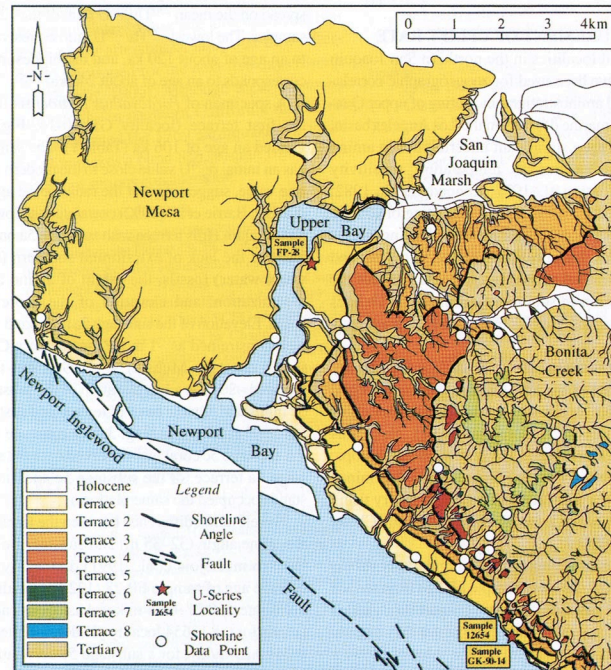 0 1 2 3 4km
-N-
San
Joaquin
Marsh
Newport
Mesa
Upper
Bay
Sample
FP-28
Bonita
Creek
Newport Inglewood
Newport
Bay
Fault
Legend
Holocene
Terrace 1
Terrace 2
Terrace 3
Terrace 4
Terrace 5
Terrace 6
Terrace 7
Terrace 8
Tertiary
Shoreline
Angle
Fault
Sample
12654
U-Series
Locality
Shoreline
Data Point
Sample
12654
Sample
GK-90-14